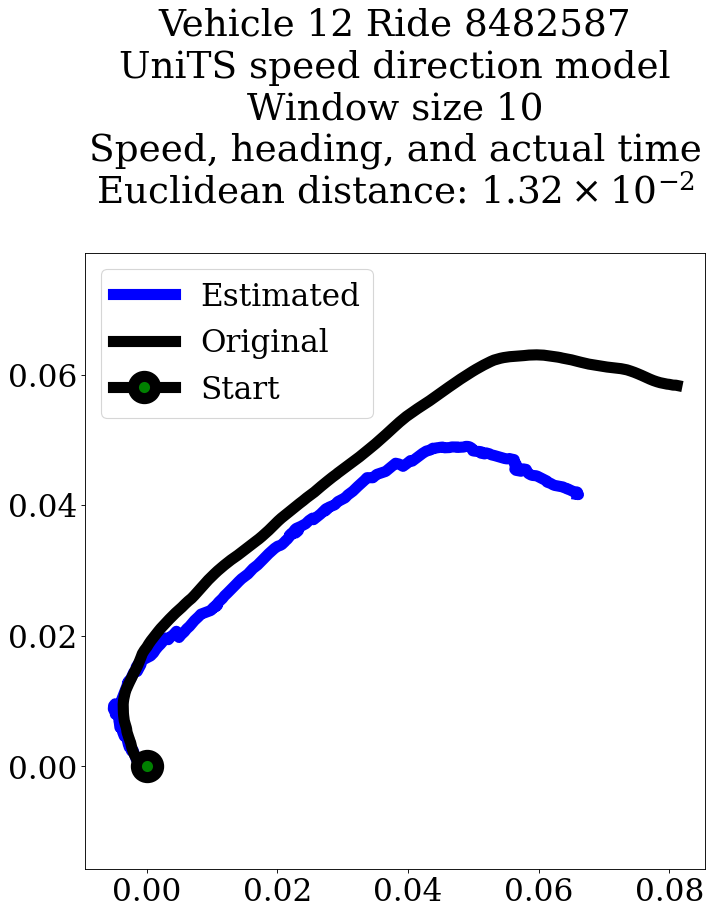 Vehicle 12 Ride 8482587
UniTS speed direction model
Window size 10
Speed, heading, and actual time
Euclidean distance: 1.32 × 10⁻²
Estimated
Original
Start
0.06
0.04
0.02
0.00
0.00 0.02 0.04 0.06 0.08